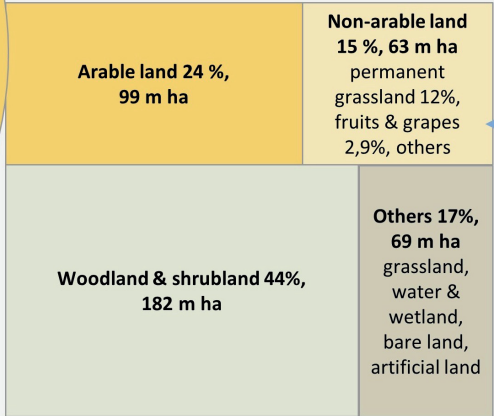 Arable land 24 %,
99 m ha
Non-arable land
15 %, 63 m ha
permanent
grassland 12%,
fruits & grapes
2,9%, others
Woodland & shrubland 44%,
182 m ha
Others 17%,
69 m ha
grassland,
water &
wetland,
bare land,
artificial land